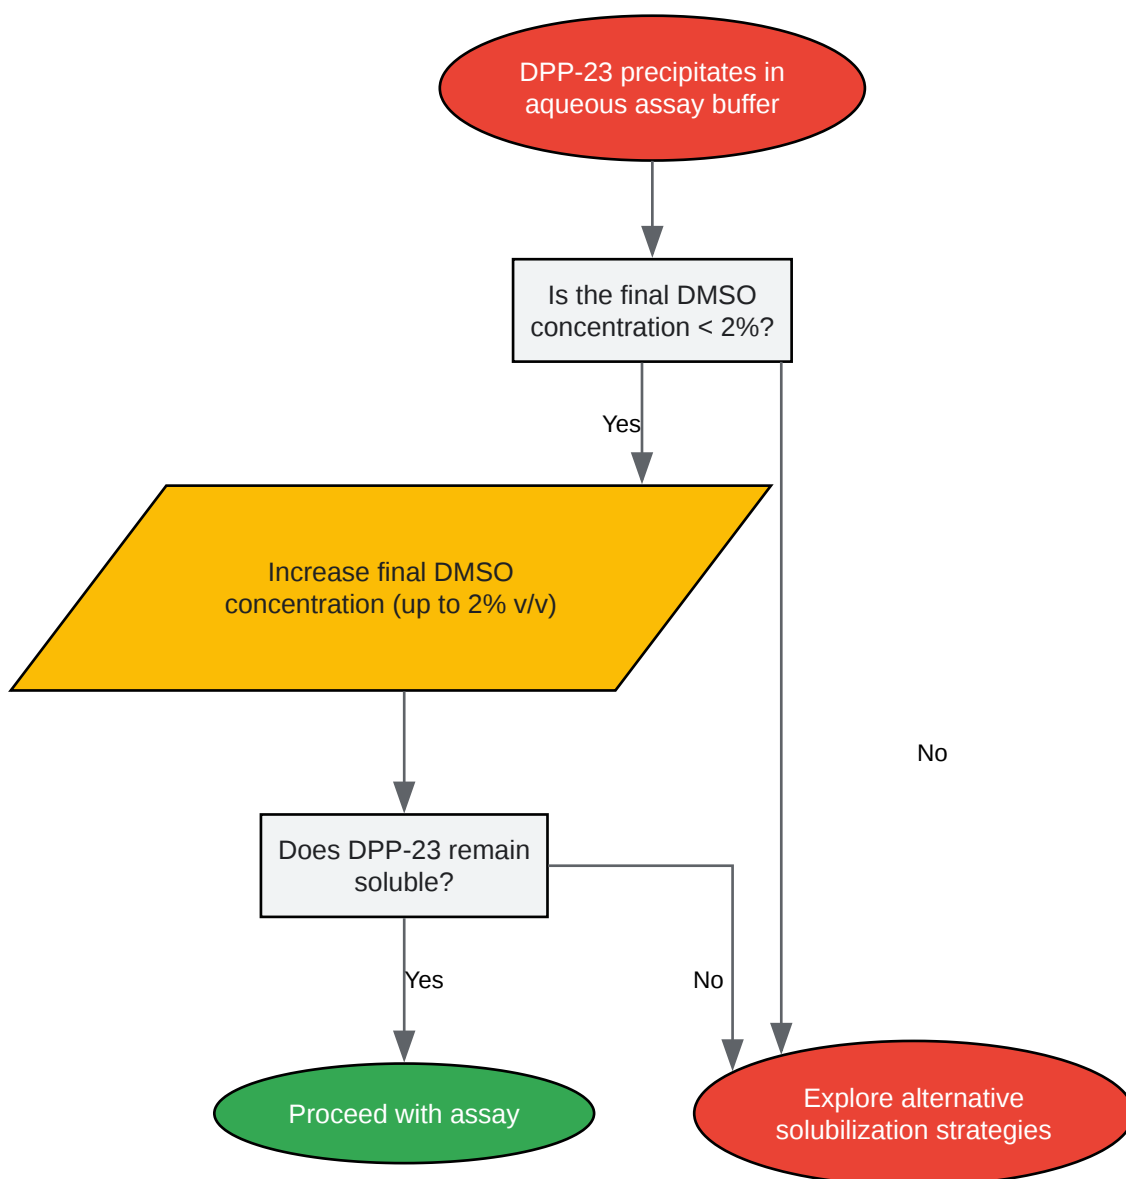 DPP-23 precipitates in
aqueous assay buffer
Is the final DMSO
concentration < 2%?
Yes
Increase final DMSO
concentration (up to 2% v/v)
No
Does DPP-23 remain
soluble?
Yes
No
Proceed with assay
Explore alternative
solubilization strategies